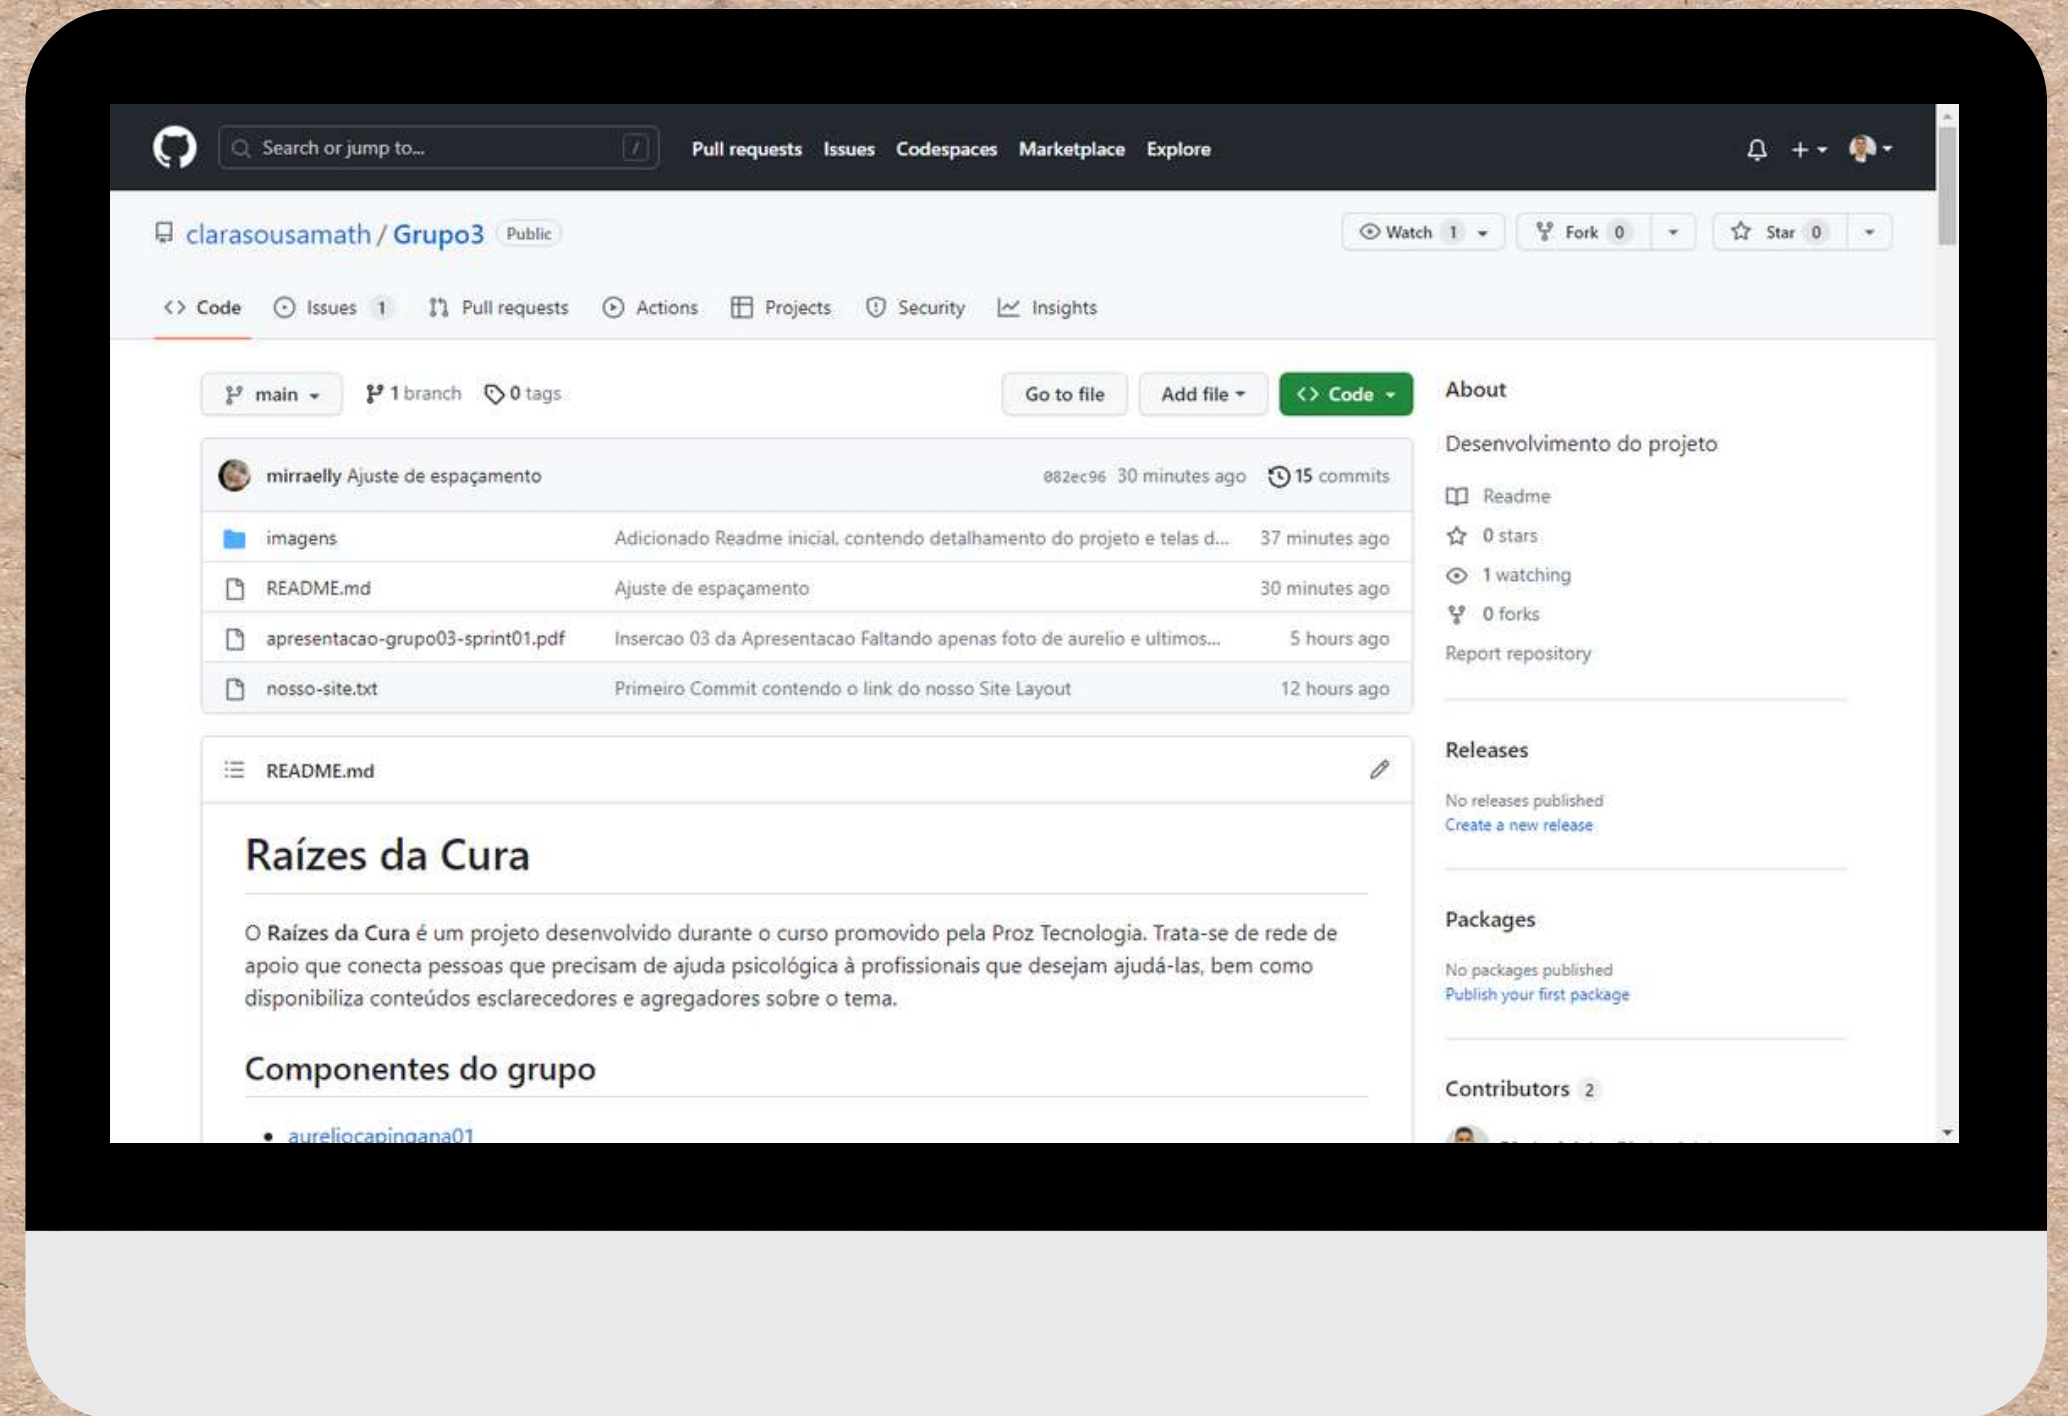 Search or jump to... / Pull requests Issues Codespaces Marketplace Explore
clarasousamath / Grupo3 Public Watch 1 Fork 0 Star 0
Code Issues 1 Pull requests Actions Projects Security Insights
main 1 branch 0 tags Go to file Add file Code
mirraelly Ajuste de espaçamento 082ec96 30 minutes ago 15 commits
imagens Adicionado Readme inicial, contendo detalhamento do projeto e telas d... 37 minutes ago
README.md Ajuste de espaçamento 30 minutes ago
apresentacao-grupo03-sprint01.pdf Insercao 03 da Apresentacao Faltando apenas foto de aurelio e ultimos... 5 hours ago
nosso-site.txt Primeiro Commit contendo o link do nosso Site Layout 12 hours ago
README.md
Raízes da Cura
O Raízes da Cura é um projeto desenvolvido durante o curso promovido pela Proz Tecnologia. Trata-se de rede de
apoio que conecta pessoas que precisam de ajuda psicológica à profissionais que desejam ajudá-las, bem como
disponibiliza conteúdos esclarecedores e agregadores sobre o tema.
Componentes do grupo
aureliocapingana01
About
Desenvolvimento do projeto
Readme
0 stars
1 watching
0 forks
Report repository
Releases
No releases published
Create a new release
Packages
No packages published
Publish your first package
Contributors 2